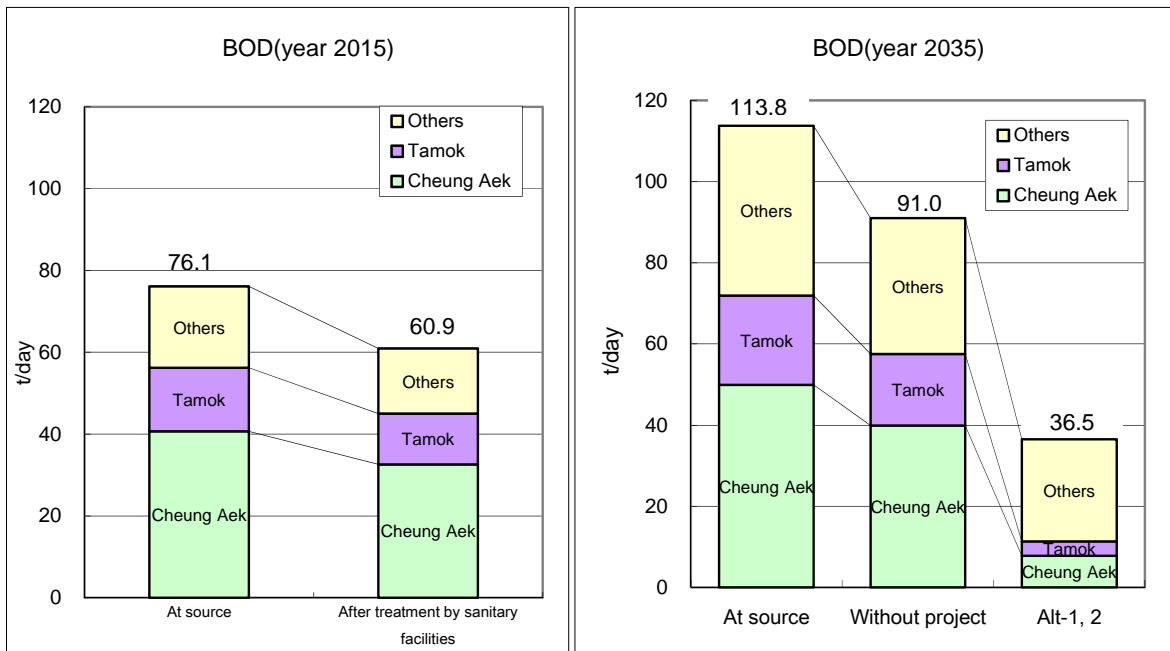 BOD(year 2015)
120
100
80
60
40
20
0
t/day
Others
Tamok
Cheung Aek
76.1
Others
Tamok
Cheung Aek
60.9
Others
Tamok
Cheung Aek
At source
After treatment by sanitary
facilities
BOD(year 2035)
120
100
80
60
40
20
0
t/day
Others
Tamok
Cheung Aek
113.8
Others
Tamok
Cheung Aek
91.0
Others
Tamok
Cheung Aek
36.5
Others
Tamok
Cheung Aek
At source
Without project
Alt-1, 2